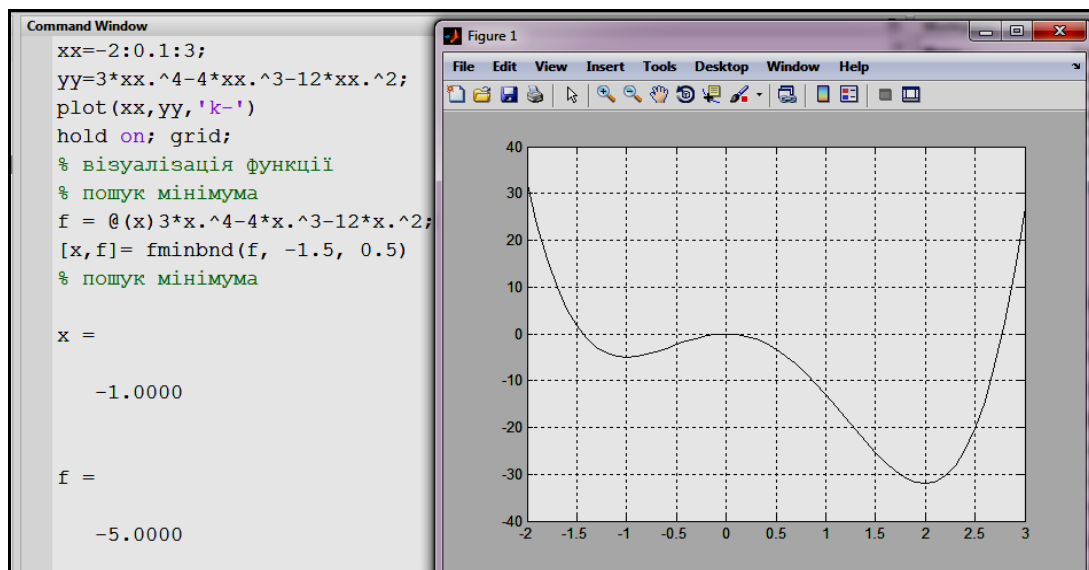 Command Window
xx=-2:0.1:3;
yy=3*xx.^4-4*xx.^3-12*xx.^2;
plot(xx,yy,'k-')
hold on; grid;
% візуалізація функції
% пошук мінімума
f = @(x)3*x.^4-4*x.^3-12*x.^2;
[x,f]= fminbnd(f, -1.5, 0.5)
% пошук мінімума
x =
-1.0000
f =
-5.0000
Figure 1
File Edit View Insert Tools Desktop Window Help
40
30
20
10
0
-10
-20
-30
-40
-2 -1.5 -1 -0.5 0 0.5 1 1.5 2 2.5 3